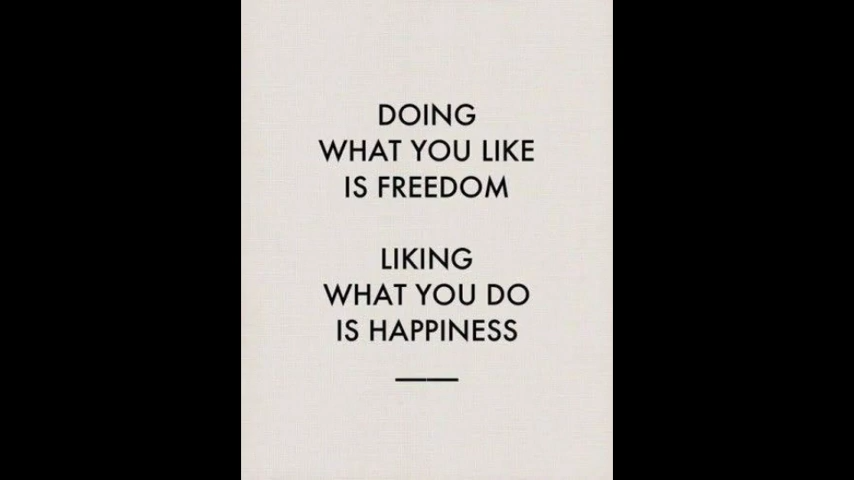 DOING
WHAT YOU LIKE
IS FREEDOM
LIKING
WHAT YOU DO
IS HAPPINESS